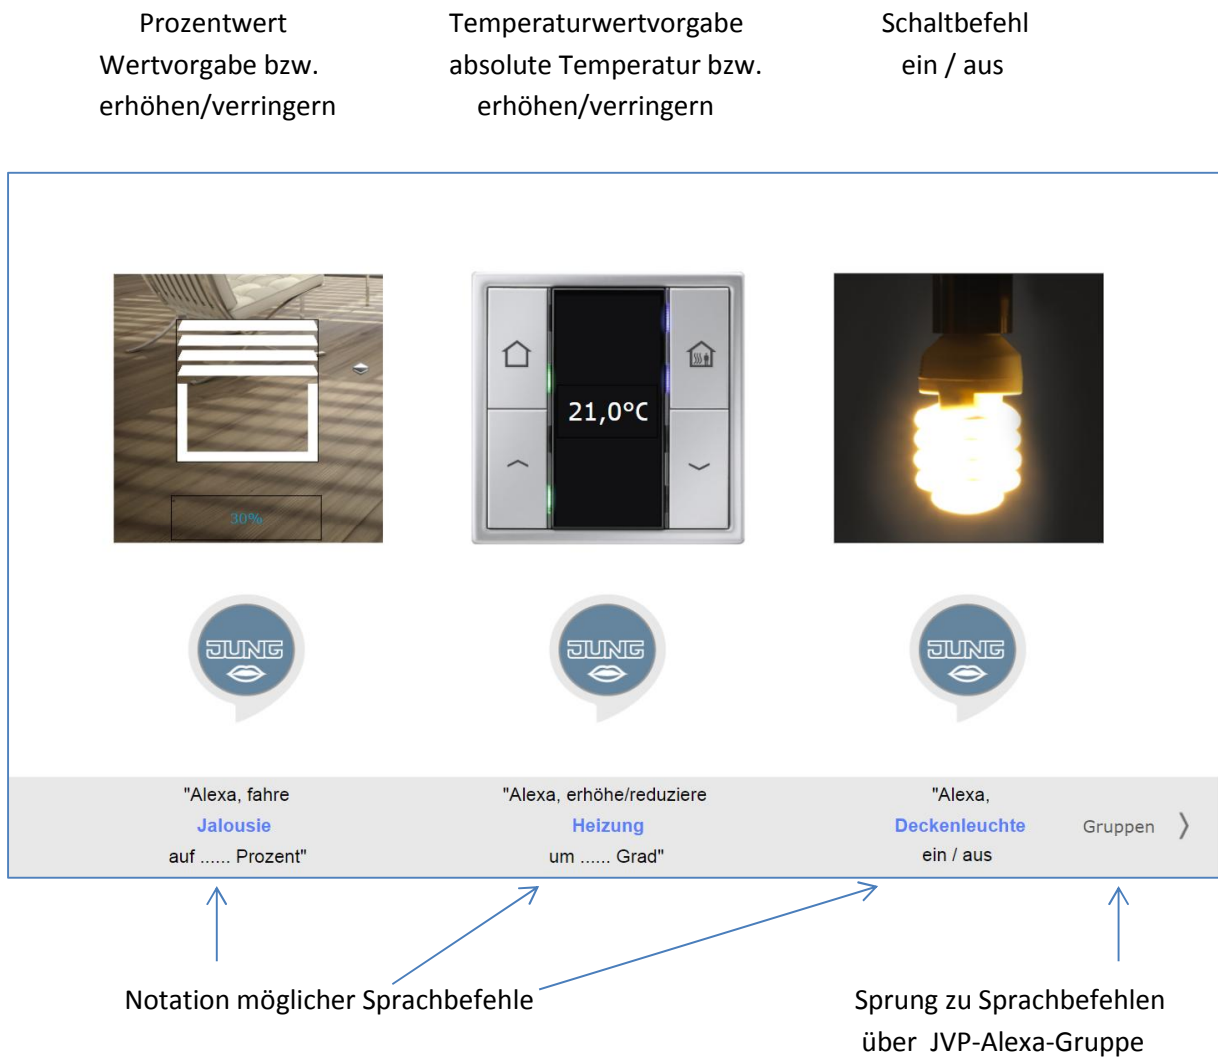 Prozentwert
Wertvorgabe bzw.
erhöhen/verringern
Temperaturwertvorgabe
absolute Temperatur bzw.
erhöhen/verringern
Schaltbefehl
ein / aus
30%
21,0°C
JUNG
JUNG
JUNG
"Alexa, fahre
Jalousie
auf ...... Prozent"
"Alexa, erhöhe/reduziere
Heizung
um ...... Grad"
"Alexa,
Deckenleuchte
ein / aus
Gruppen
Notation möglicher Sprachbefehle
Sprung zu Sprachbefehlen
über JVP-Alexa-Gruppe